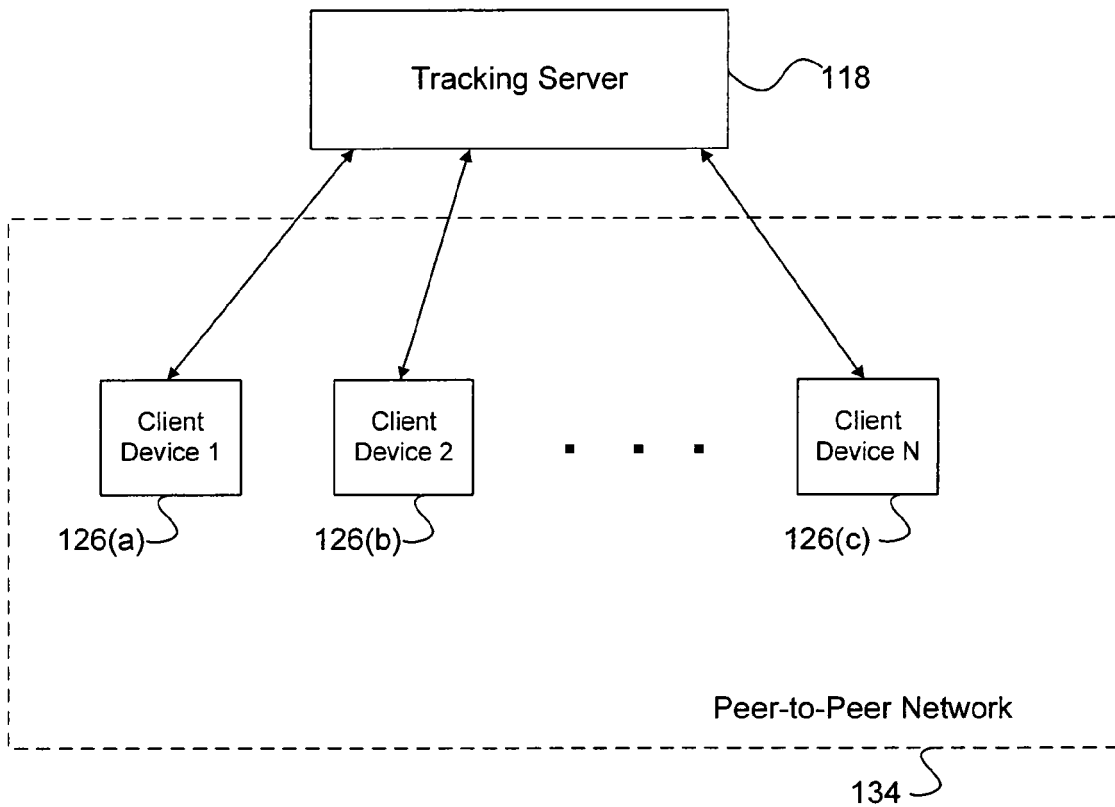 Tracking Server
118
Client
Device 1
Client
Device 2
Client
Device N
126(a)
126(b)
126(c)
Peer-to-Peer Network
134